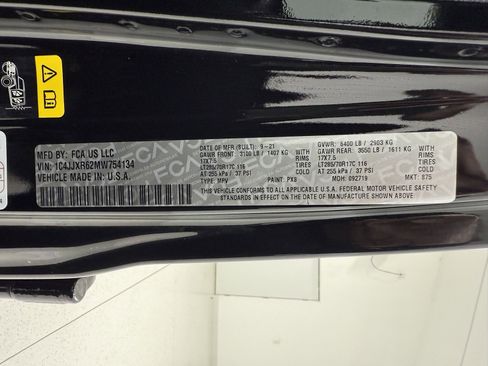 MFD BY: FCA US LLC
VIN: 1C4JJXR62MW754134
VEHICLE MADE IN U.S.A.
DATE OF MFR (BUILT): 9-21
GAWR FRONT: 3100 LB / 1407 KG WITH
17X7.5 RIMS
LT285/70R17C 116 TIRES
AT 255 kPa / 37 PSI COLD
TYPE: MPV PAINT: PX8
GVWR: 6400 LB / 2903 KG
GAWR REAR: 3550 LB / 1611 KG WITH
17X7.5 RIMS
LT285/70R17C 116 TIRES
AT 255 kPa / 37 PSI COLD
MDH: 092719 MKT: 875
THIS VEHICLE CONFORMS TO ALL APPLICABLE U.S.A. FEDERAL MOTOR VEHICLE SAFETY
STANDARDS IN EFFECT ON THE DATE OF MANUFACTURE SHOWN ABOVE.